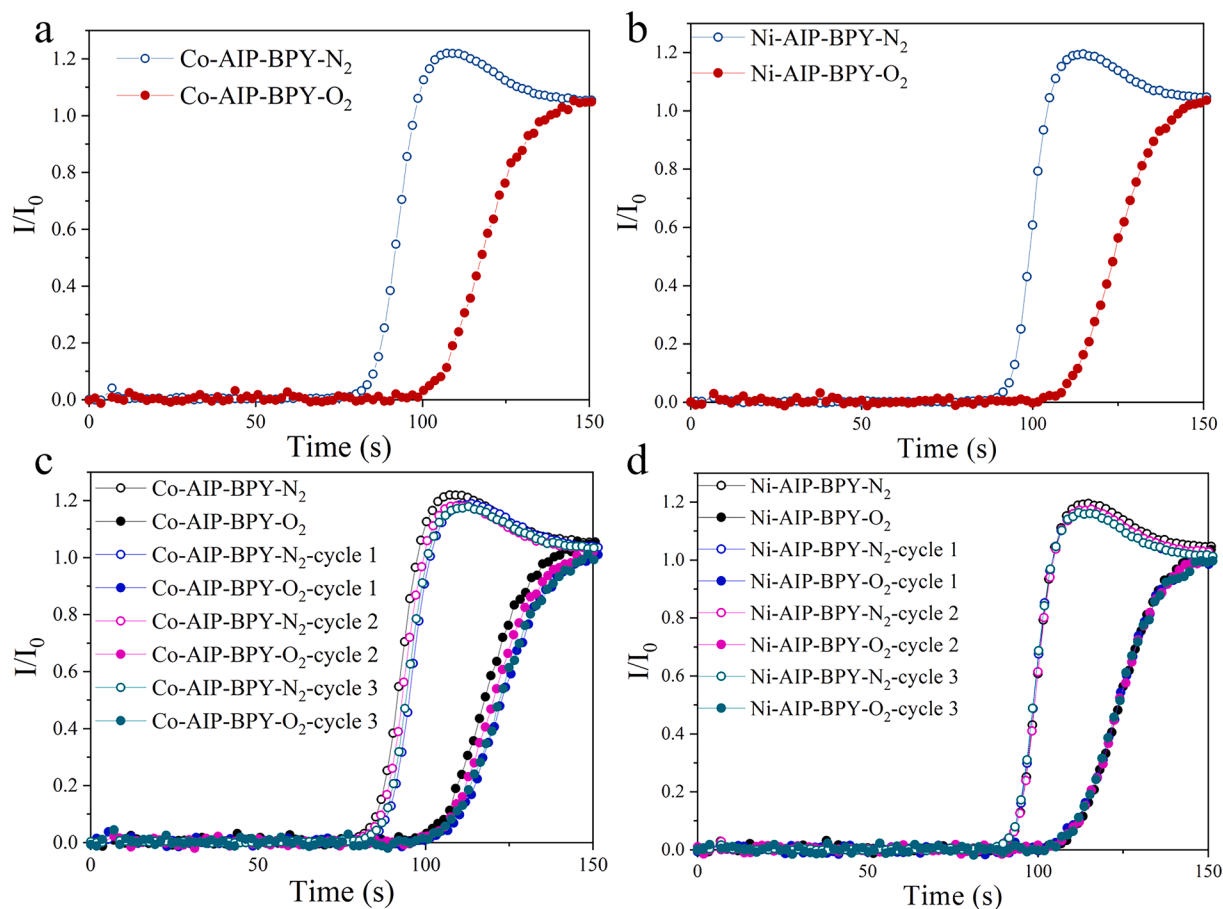 a
Co-AIP-BPY-N₂
Co-AIP-BPY-O₂
I/I₀
1.2
1.0
0.8
0.6
0.4
0.2
0.0
0 50 100 150
Time (s)
b
Ni-AIP-BPY-N₂
Ni-AIP-BPY-O₂
I/I₀
1.2
1.0
0.8
0.6
0.4
0.2
0.0
0 50 100 150
Time (s)
c
Co-AIP-BPY-N₂
Co-AIP-BPY-O₂
Co-AIP-BPY-N₂-cycle 1
Co-AIP-BPY-O₂-cycle 1
Co-AIP-BPY-N₂-cycle 2
Co-AIP-BPY-O₂-cycle 2
Co-AIP-BPY-N₂-cycle 3
Co-AIP-BPY-O₂-cycle 3
I/I₀
1.2
1.0
0.8
0.6
0.4
0.2
0.0
0 50 100 150
Time (s)
d
Ni-AIP-BPY-N₂
Ni-AIP-BPY-O₂
Ni-AIP-BPY-N₂-cycle 1
Ni-AIP-BPY-O₂-cycle 1
Ni-AIP-BPY-N₂-cycle 2
Ni-AIP-BPY-O₂-cycle 2
Ni-AIP-BPY-N₂-cycle 3
Ni-AIP-BPY-O₂-cycle 3
I/I₀
1.2
1.0
0.8
0.6
0.4
0.2
0.0
0 50 100 150
Time (s)